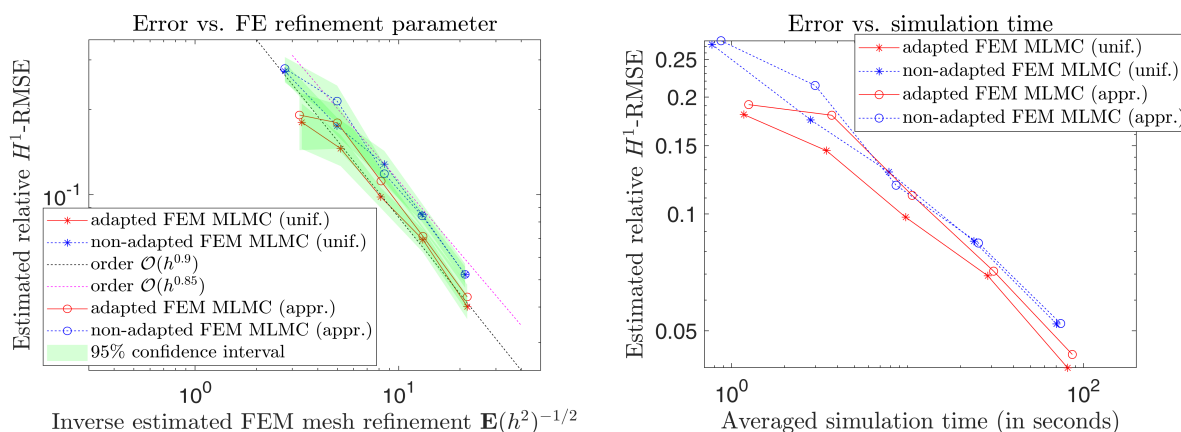 Error vs. FE refinement parameter
Estimated relative H¹-RMSE
10⁻¹
adapted FEM MLMC (unif.)
non-adapted FEM MLMC (unif.)
order 𝒪(h⁰·⁹)
order 𝒪(h⁰·⁸⁵)
adapted FEM MLMC (appr.)
non-adapted FEM MLMC (appr.)
95% confidence interval
10⁰ 10¹
Inverse estimated FEM mesh refinement E(h²)⁻¹/²
Error vs. simulation time
Estimated relative H¹-RMSE
0.25
0.2
0.15
0.1
0.05
adapted FEM MLMC (unif.)
non-adapted FEM MLMC (unif.)
adapted FEM MLMC (appr.)
non-adapted FEM MLMC (appr.)
10⁰ 10²
Averaged simulation time (in seconds)